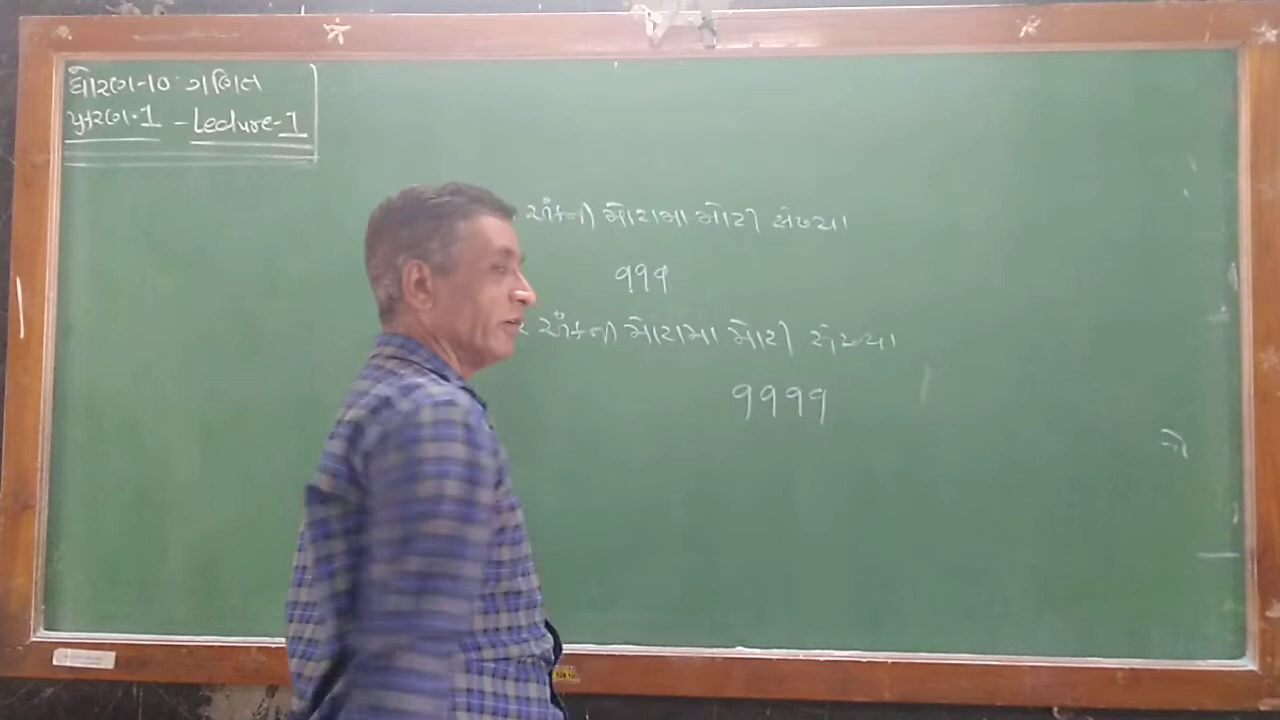 ધોરણ-10: ગણિત
પ્રકરણ-1 - Lecture-1
અંકની મોટામા મોટી સંખ્યા
999
ર અંકની મોટામા મોટી સંખ્યા
9999